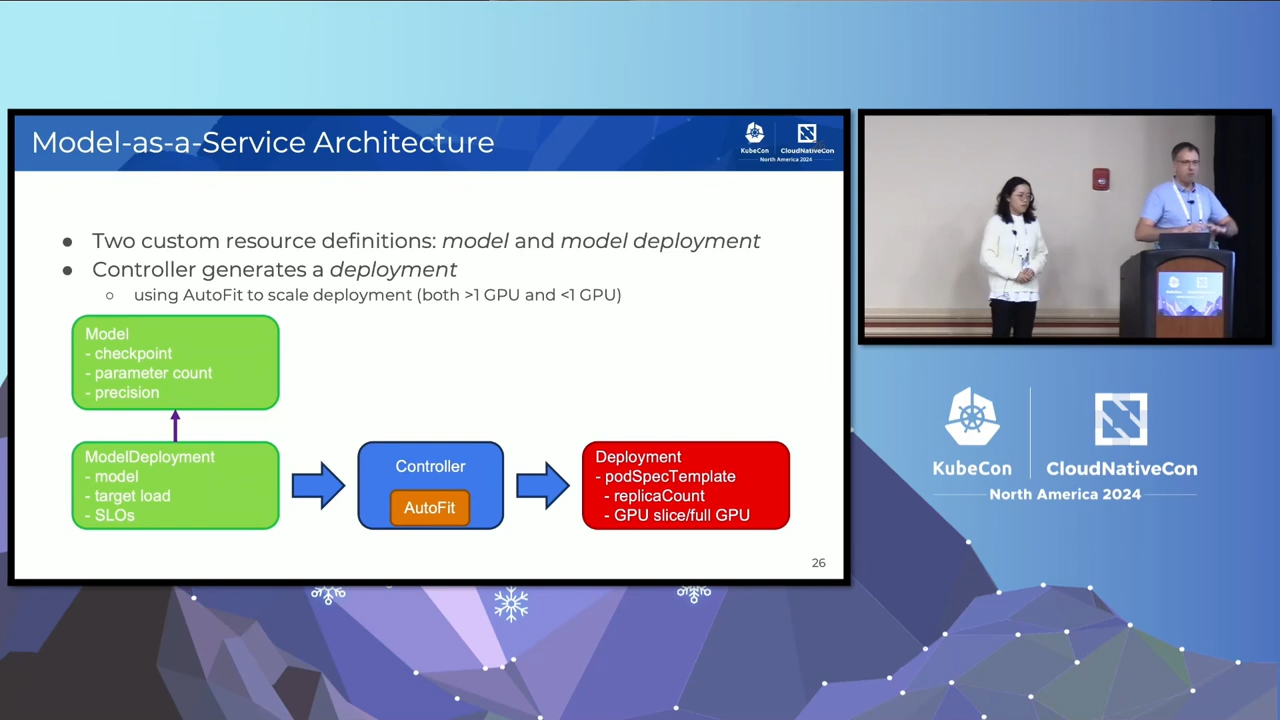 Model-as-a-Service Architecture
KubeCon
CloudNativeCon
North America 2024
● Two custom resource definitions: model and model deployment
● Controller generates a deployment
○ using AutoFit to scale deployment (both >1 GPU and <1 GPU)
Model
- checkpoint
- parameter count
- precision
ModelDeployment
- model
- target load
- SLOs
Controller
AutoFit
Deployment
- podSpecTemplate
- replicaCount
- GPU slice/full GPU
26
KubeCon
CloudNativeCon
North America 2024